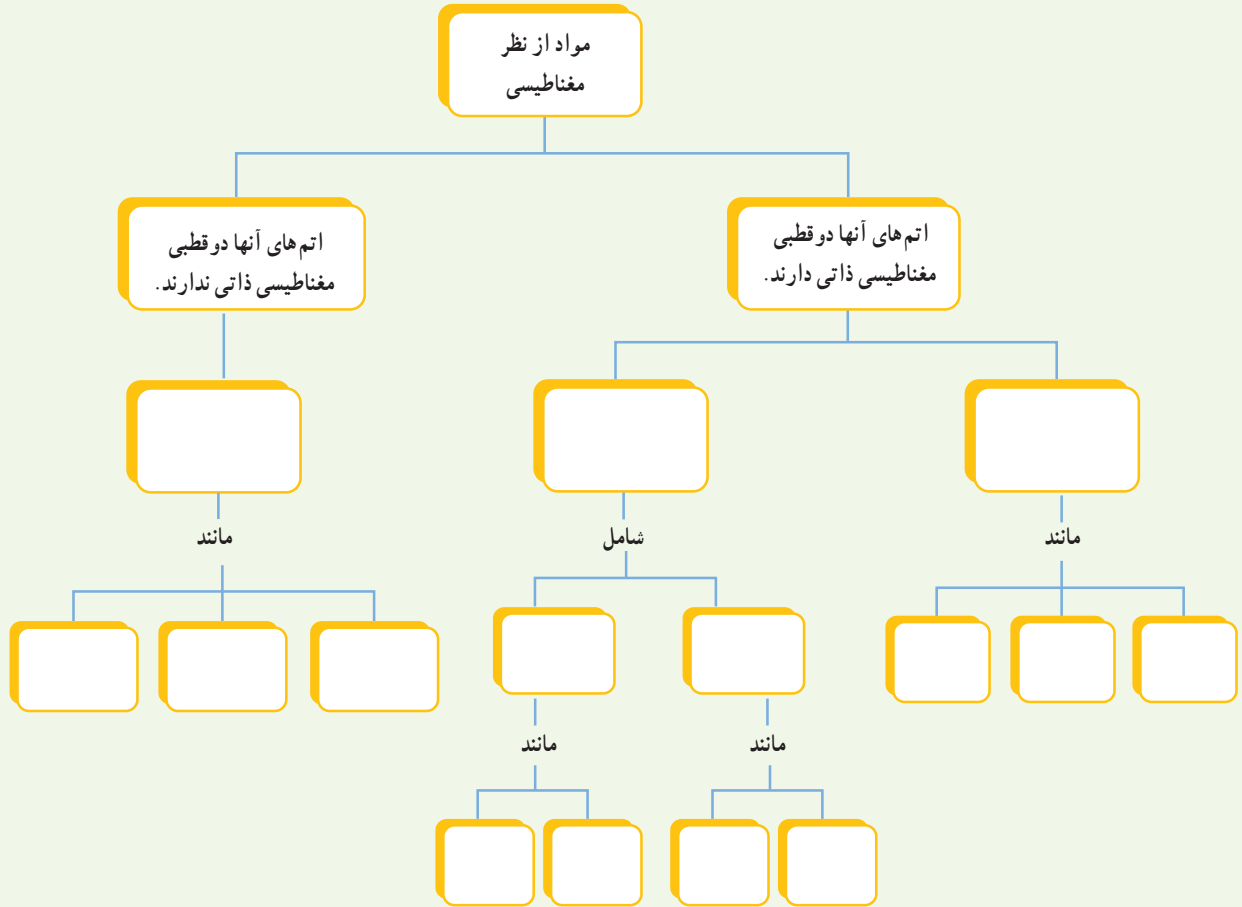 مواد از نظر
مغناطیسی
اتم‌های آنها دوقطبی
مغناطیسی ذاتی دارند.
اتم‌های آنها دوقطبی
مغناطیسی ذاتی ندارند.
مانند
شامل
مانند
مانند
مانند